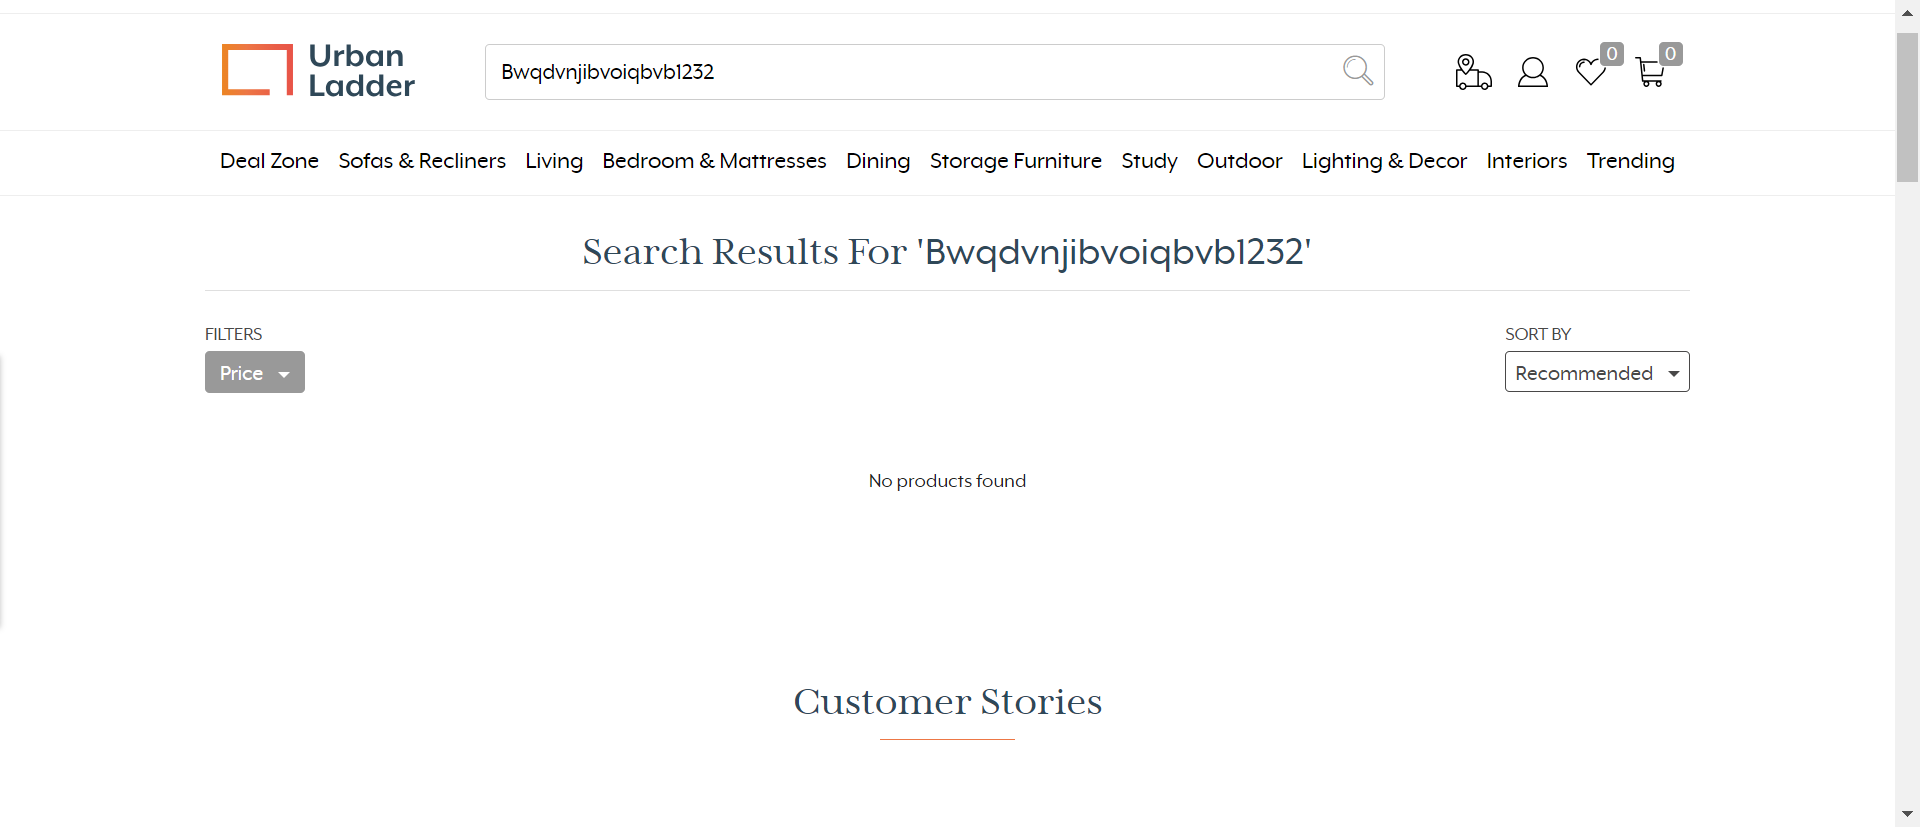 Urban
Ladder
Bwqdvnjibvoiqbvb1232
0
0
Deal Zone Sofas & Recliners Living Bedroom & Mattresses Dining Storage Furniture Study Outdoor Lighting & Decor Interiors Trending
Search Results For 'Bwqdvnjibvoiqbvb1232'
FILTERS
SORT BY
Price
Recommended
No products found
Customer Stories